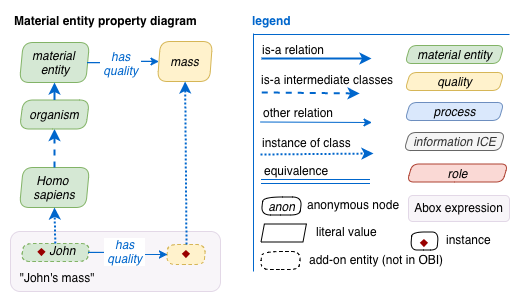 Material entity property diagram
material
entity
has
quality
mass
organism
Homo
sapiens
John
has
quality
"John's mass"
legend
is-a relation
material entity
is-a intermediate classes
quality
other relation
process
instance of class
information ICE
equivalence
role
anon
anonymous node
Abox expression
literal value
instance
add-on entity (not in OBI)